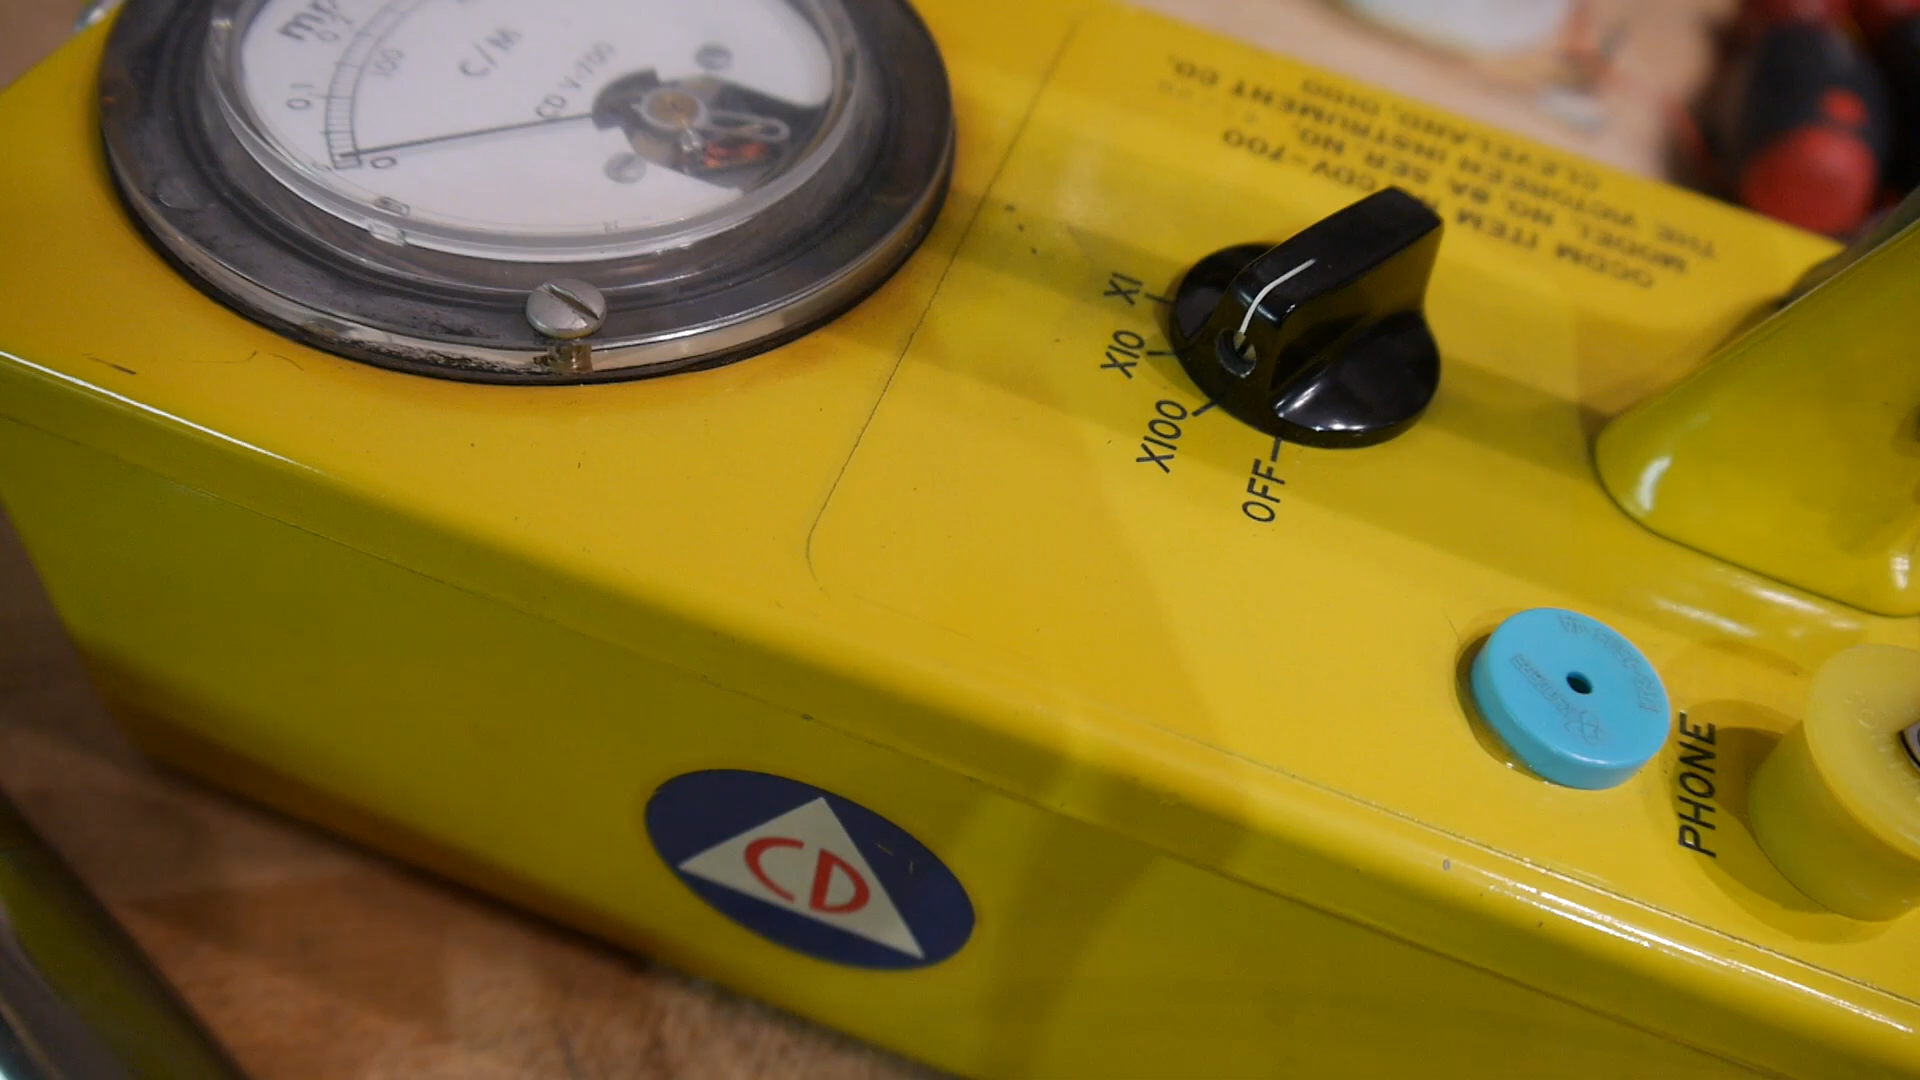 mr
0.1
100
0
C/M
CD V-700
OCDM ITEM
CDV-700
MODEL NO. 6A SER. NO.
THE VICTOREEN INSTRUMENT CO.
CLEVELAND, OHIO
X1
X10
X100
OFF
PHONE
CD